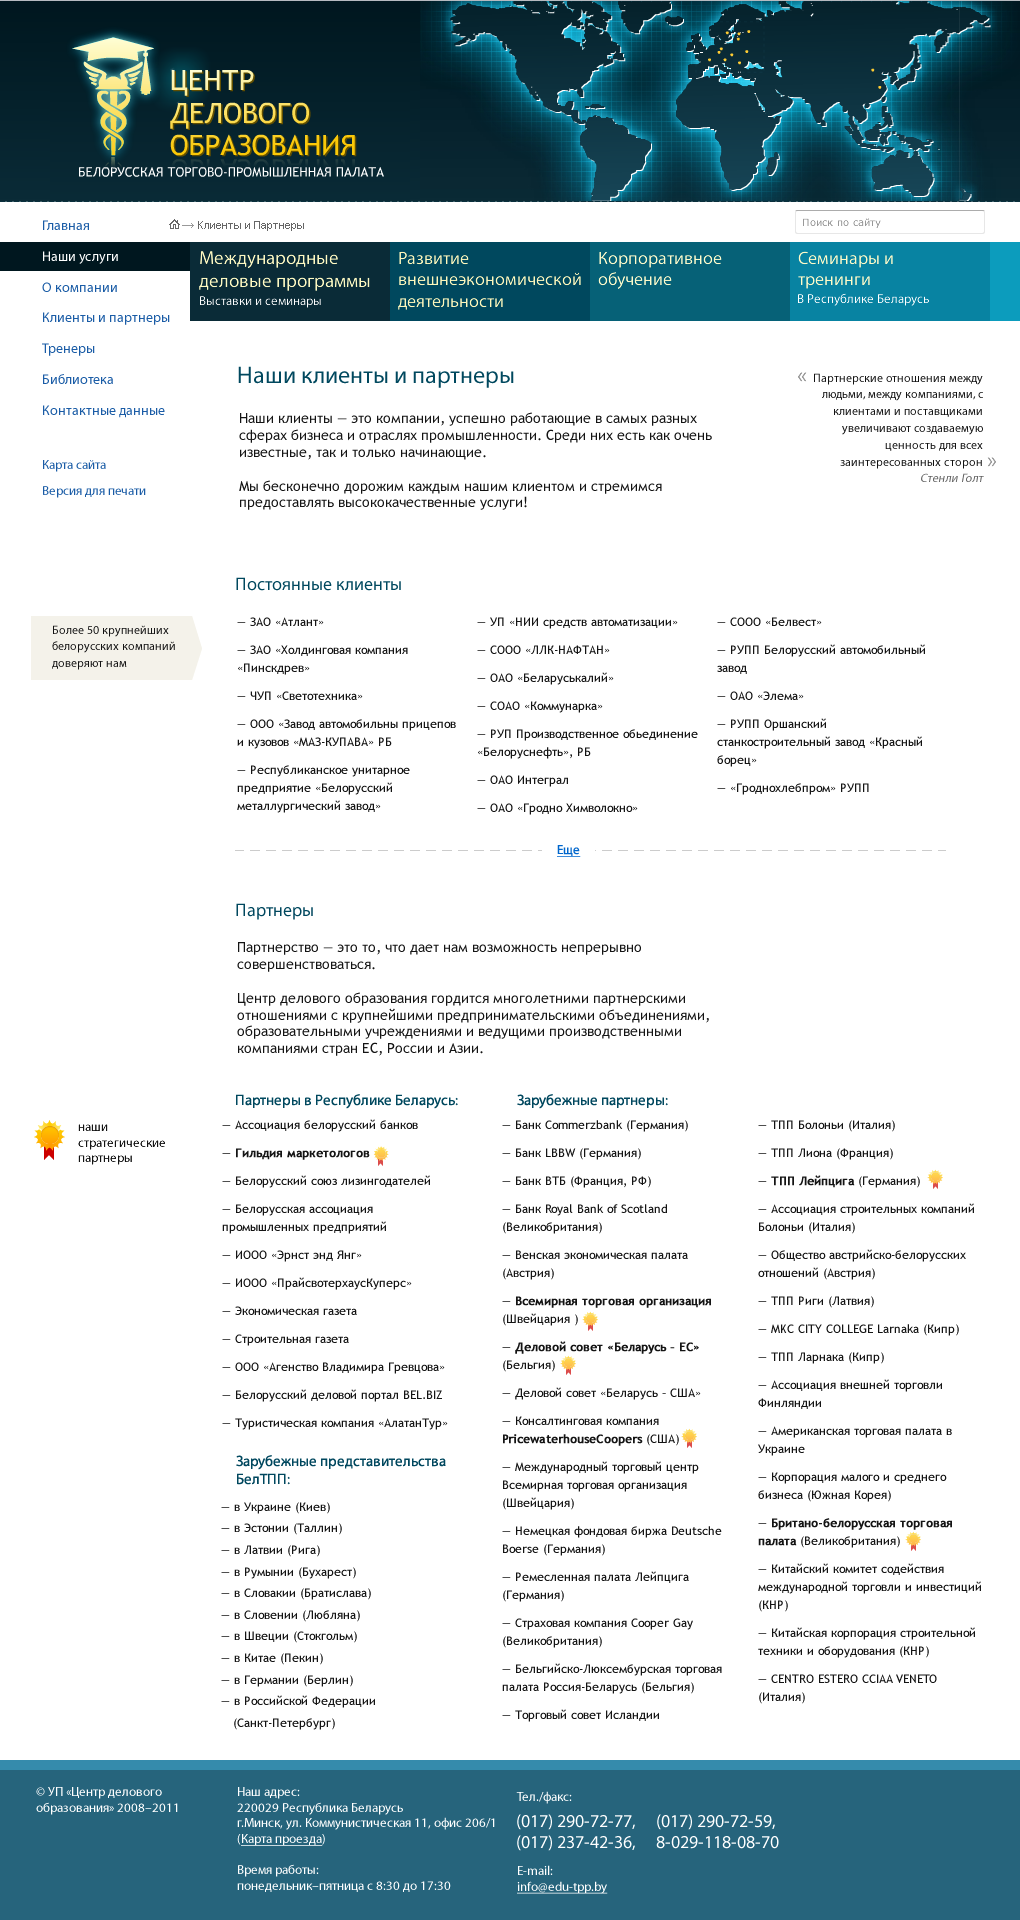 ЦЕНТР
ДЕЛОВОГО
ОБРАЗОВАНИЯ
БЕЛОРУССКАЯ ТОРГОВО-ПРОМЫШЛЕННАЯ ПАЛАТА
Главная
Клиенты и Партнеры
Поиск по сайту
Наши услуги
О компании
Клиенты и партнеры
Тренеры
Библиотека
Контактные данные
Карта сайта
Версия для печати
Международные
деловые программы
Выставки и семинары
Развитие
внешнеэкономической
деятельности
Корпоративное
обучение
Семинары и
тренинги
В Республике Беларусь
Наши клиенты и партнеры
Наши клиенты — это компании, успешно работающие в самых разных
сферах бизнеса и отраслях промышленности. Среди них есть как очень
известные, так и только начинающие.
Мы бесконечно дорожим каждым нашим клиентом и стремимся
предоставлять высококачественные услуги!
« Партнерские отношения между
людьми, между компаниями, с
клиентами и поставщиками
увеличивают создаваемую
ценность для всех
заинтересованных сторон »
Стенли Голт
Постоянные клиенты
Более 50 крупнейших
белорусских компаний
доверяют нам
— ЗАО «Атлант»
— ЗАО «Холдинговая компания
«Пинскдрев»
— ЧУП «Светотехника»
— ООО «Завод автомобильны прицепов
и кузовов «МАЗ-КУПАВА» РБ
— Республиканское унитарное
предприятие «Белорусский
металлургический завод»
— УП «НИИ средств автоматизации»
— СООО «ЛЛК-НАФТАН»
— ОАО «Беларуськалий»
— СОАО «Коммунарка»
— РУП Производственное обьединение
«Белоруснефть», РБ
— ОАО Интеграл
— ОАО «Гродно Химволокно»
— СООО «Белвест»
— РУПП Белорусский автомобильный
завод
— ОАО «Элема»
— РУПП Оршанский
станкостроительный завод «Красный
борец»
— «Гроднохлебпром» РУПП
Еще
Партнеры
Партнерство — это то, что дает нам возможность непрерывно
совершенствоваться.
Центр делового образования гордится многолетними партнерскими
отношениями с крупнейшими предпринимательскими объединениями,
образовательными учреждениями и ведущими производственными
компаниями стран ЕС, России и Азии.
наши
стратегические
партнеры
Партнеры в Республике Беларусь:
— Ассоциация белорусский банков
— Гильдия маркетологов
— Белорусский союз лизингодателей
— Белорусская ассоциация
промышленных предприятий
— ИООО «Эрнст энд Янг»
— ИООО «ПрайсвотерхаусКуперс»
— Экономическая газета
— Строительная газета
— ООО «Агенство Владимира Гревцова»
— Белорусский деловой портал BEL.BIZ
— Туристическая компания «АлатанТур»
Зарубежные представительства
БелТПП:
— в Украине (Киев)
— в Эстонии (Таллин)
— в Латвии (Рига)
— в Румынии (Бухарест)
— в Словакии (Братислава)
— в Словении (Любляна)
— в Швеции (Стокгольм)
— в Китае (Пекин)
— в Германии (Берлин)
— в Российской Федерации
(Санкт-Петербург)
Зарубежные партнеры:
— Банк Commerzbank (Германия)
— Банк LBBW (Германия)
— Банк ВТБ (Франция, РФ)
— Банк Royal Bank of Scotland
(Великобритания)
— Венская экономическая палата
(Австрия)
— Всемирная торговая организация
(Швейцария )
— Деловой совет «Беларусь – ЕС»
(Бельгия)
— Деловой совет «Беларусь – США»
— Консалтинговая компания
PricewaterhouseCoopers (США)
— Международный торговый центр
Всемирная торговая организация
(Швейцария)
— Немецкая фондовая биржа Deutsche
Boerse (Германия)
— Ремесленная палата Лейпцига
(Германия)
— Страховая компания Cooper Gay
(Великобритания)
— Бельгийско-Люксембурская торговая
палата Россия-Беларусь (Бельгия)
— Торговый совет Исландии
— ТПП Болоньи (Италия)
— ТПП Лиона (Франция)
— ТПП Лейпцига (Германия)
— Ассоциация строительных компаний
Болоньи (Италия)
— Общество австрийско-белорусских
отношений (Австрия)
— ТПП Риги (Латвия)
— MKC CITY COLLEGE Larnaka (Кипр)
— ТПП Ларнака (Кипр)
— Ассоциация внешней торговли
Финляндии
— Американская торговая палата в
Украине
— Корпорация малого и среднего
бизнеса (Южная Корея)
— Британо-белорусская торговая
палата (Великобритания)
— Китайский комитет содействия
международной торговли и инвестиций
(КНР)
— Китайская корпорация строительной
техники и оборудования (КНР)
— CENTRO ESTERO CCIAA VENETO
(Италия)
© УП «Центр делового
образования» 2008–2011
Наш адрес:
220029 Республика Беларусь
г.Минск, ул. Коммунистическая 11, офис 206/1
(Карта проезда)
Время работы:
понедельник–пятница с 8:30 до 17:30
Тел./факс:
(017) 290-72-77, (017) 290-72-59,
(017) 237-42-36, 8-029-118-08-70
E-mail:
info@edu-tpp.by